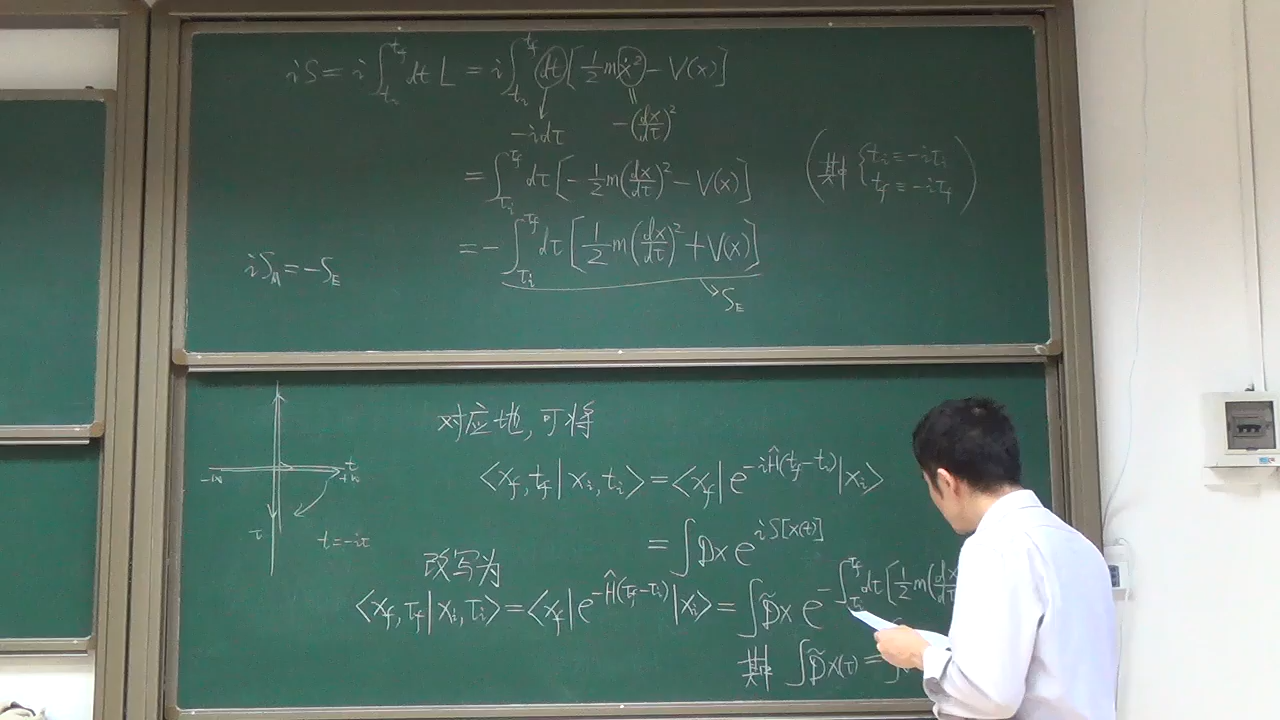 iS = i∫_{t_i}^{t_f} dt L = i∫_{t_i}^{t_f} dt [½mẋ² − V(x)]
−idτ −(dx/dτ)²
= ∫_{τ_i}^{τ_f} dτ [−½m(dx/dτ)² − V(x)] (其中 { t_i = −iτ_i
t_f = −iτ_f )
= −∫_{τ_i}^{τ_f} dτ [½m(dx/dτ)² + V(x)]
iS_M = −S_E
→ S_E
对应地,可将
⟨x_f, t_f | x_i, t_i⟩ = ⟨x_f| e^{−iĤ(t_f−t_i)} |x_i⟩
−∞ t +∞
= ∫Dx e^{iS[x(t)]}
τ t=−iτ
改写为
⟨x_f, τ_f | x_i, τ_i⟩ = ⟨x_f| e^{−Ĥ(τ_f−τ_i)} |x_i⟩ = ∫D̃x e^{−∫_{τ_i}^{τ_f} dτ [½m(dx/dτ
其中 ∫D̃x(τ) = ∫